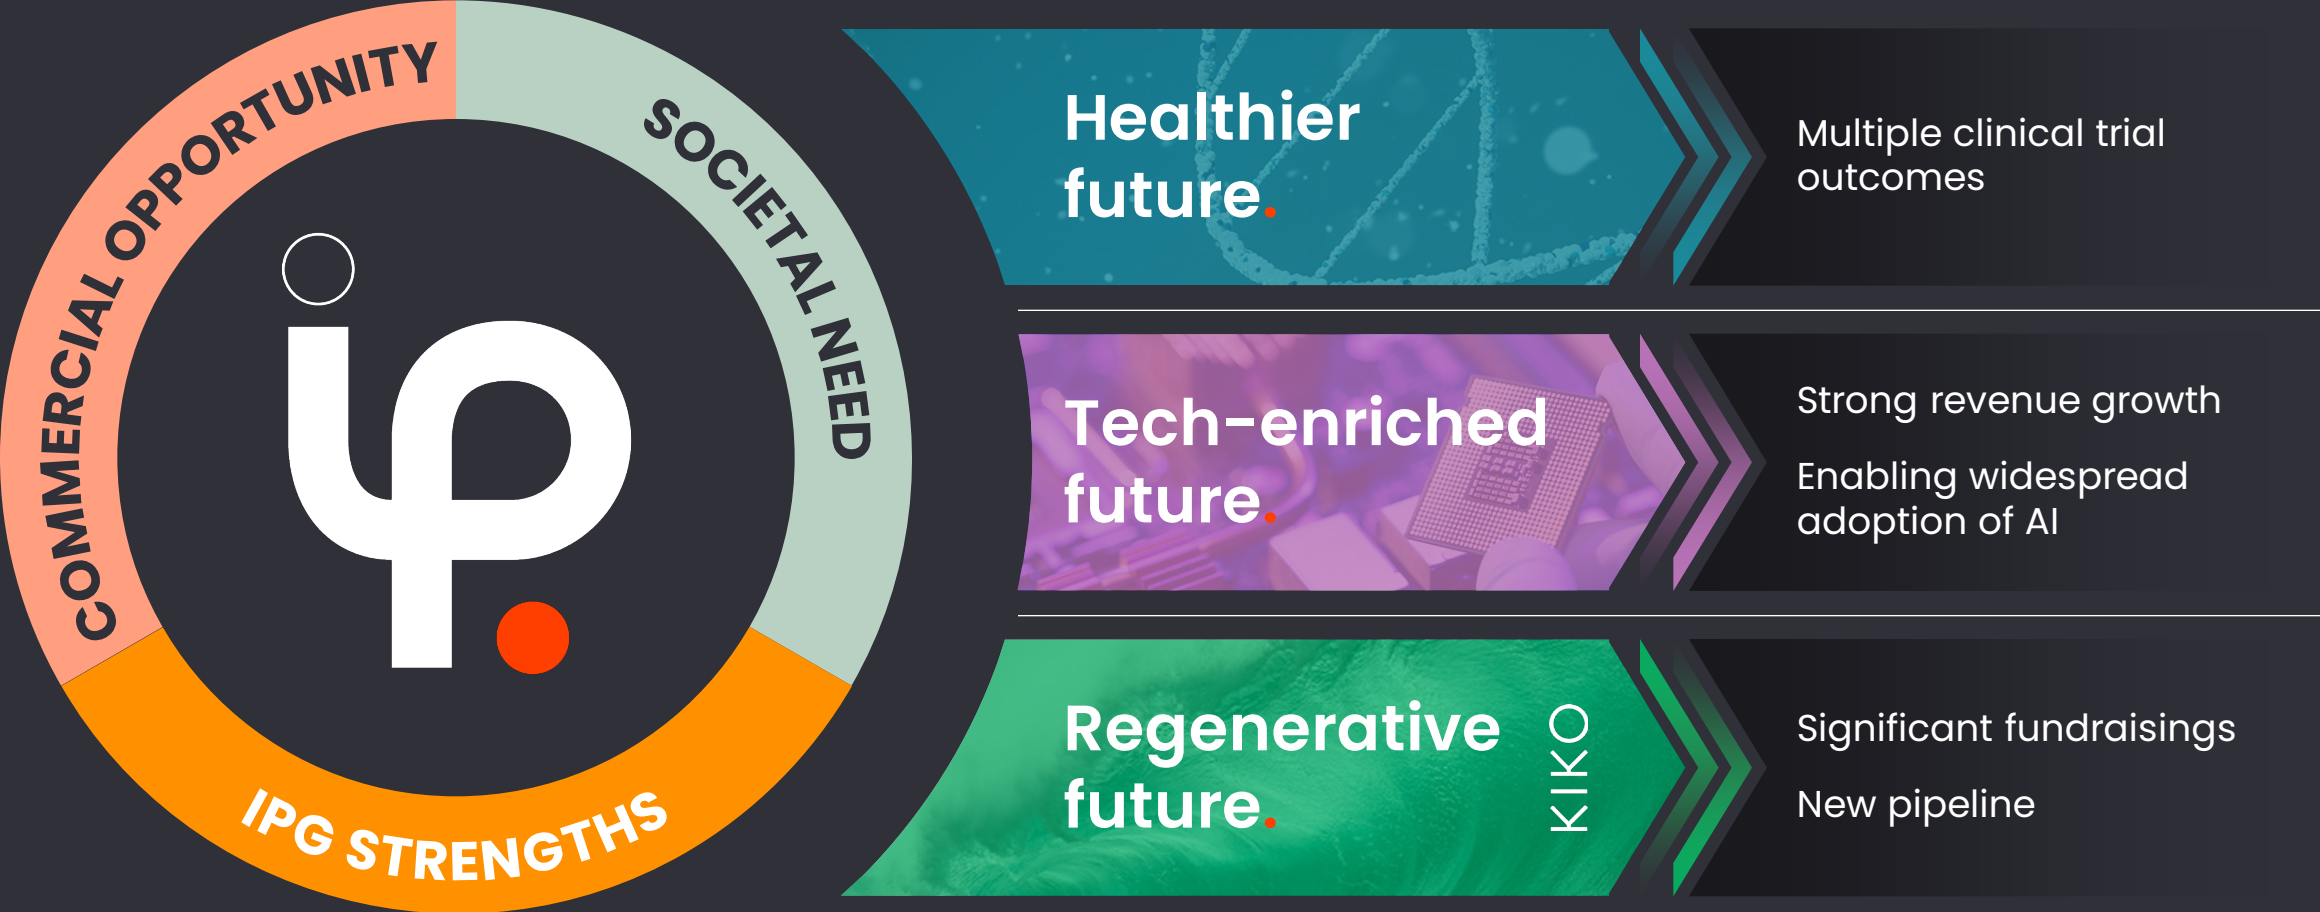 COMMERCIAL OPPORTUNITY
SOCIETAL NEED
IPG STRENGTHS
ip.
Healthier
future.
Multiple clinical trial
outcomes
Tech-enriched
future.
Strong revenue growth
Enabling widespread
adoption of AI
Regenerative
future.
KIKO
Significant fundraisings
New pipeline